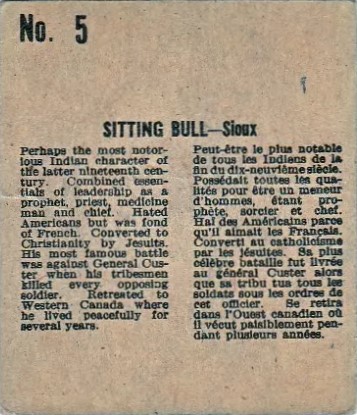 No. 5
SITTING BULL—Sioux
Perhaps the most notor-
ious Indian character of
the latter nineteenth cen-
tury. Combined essen-
tials of leadership as a
prophet, priest, medicine
man and chief. Hated
Americans but was fond
of French. Converted to
Christianity by Jesuits.
His most famous battle
was against General Cus-
ter when his tribesmen
killed every opposing
soldier. Retreated to
Western Canada where
he lived peacefully for
several years.
Peut-être le plus notable
de tous les Indiens de la
fin du dix-neuvième siècle.
Possédait toutes les qua-
lités pour être un meneur
d'hommes, étant pro-
phète, sorcier et chef.
Haï des Américains parce
qu'il aimait les Français.
Converti au catholicisme
par les jésuites. Sa plus
célèbre bataille fut livrée
au général Custer alors
que sa tribu tua tous les
soldats sous les ordres de
cet officier. Se retira
dans l'Ouest canadien où
il vécut paisiblement pen-
dant plusieurs années.